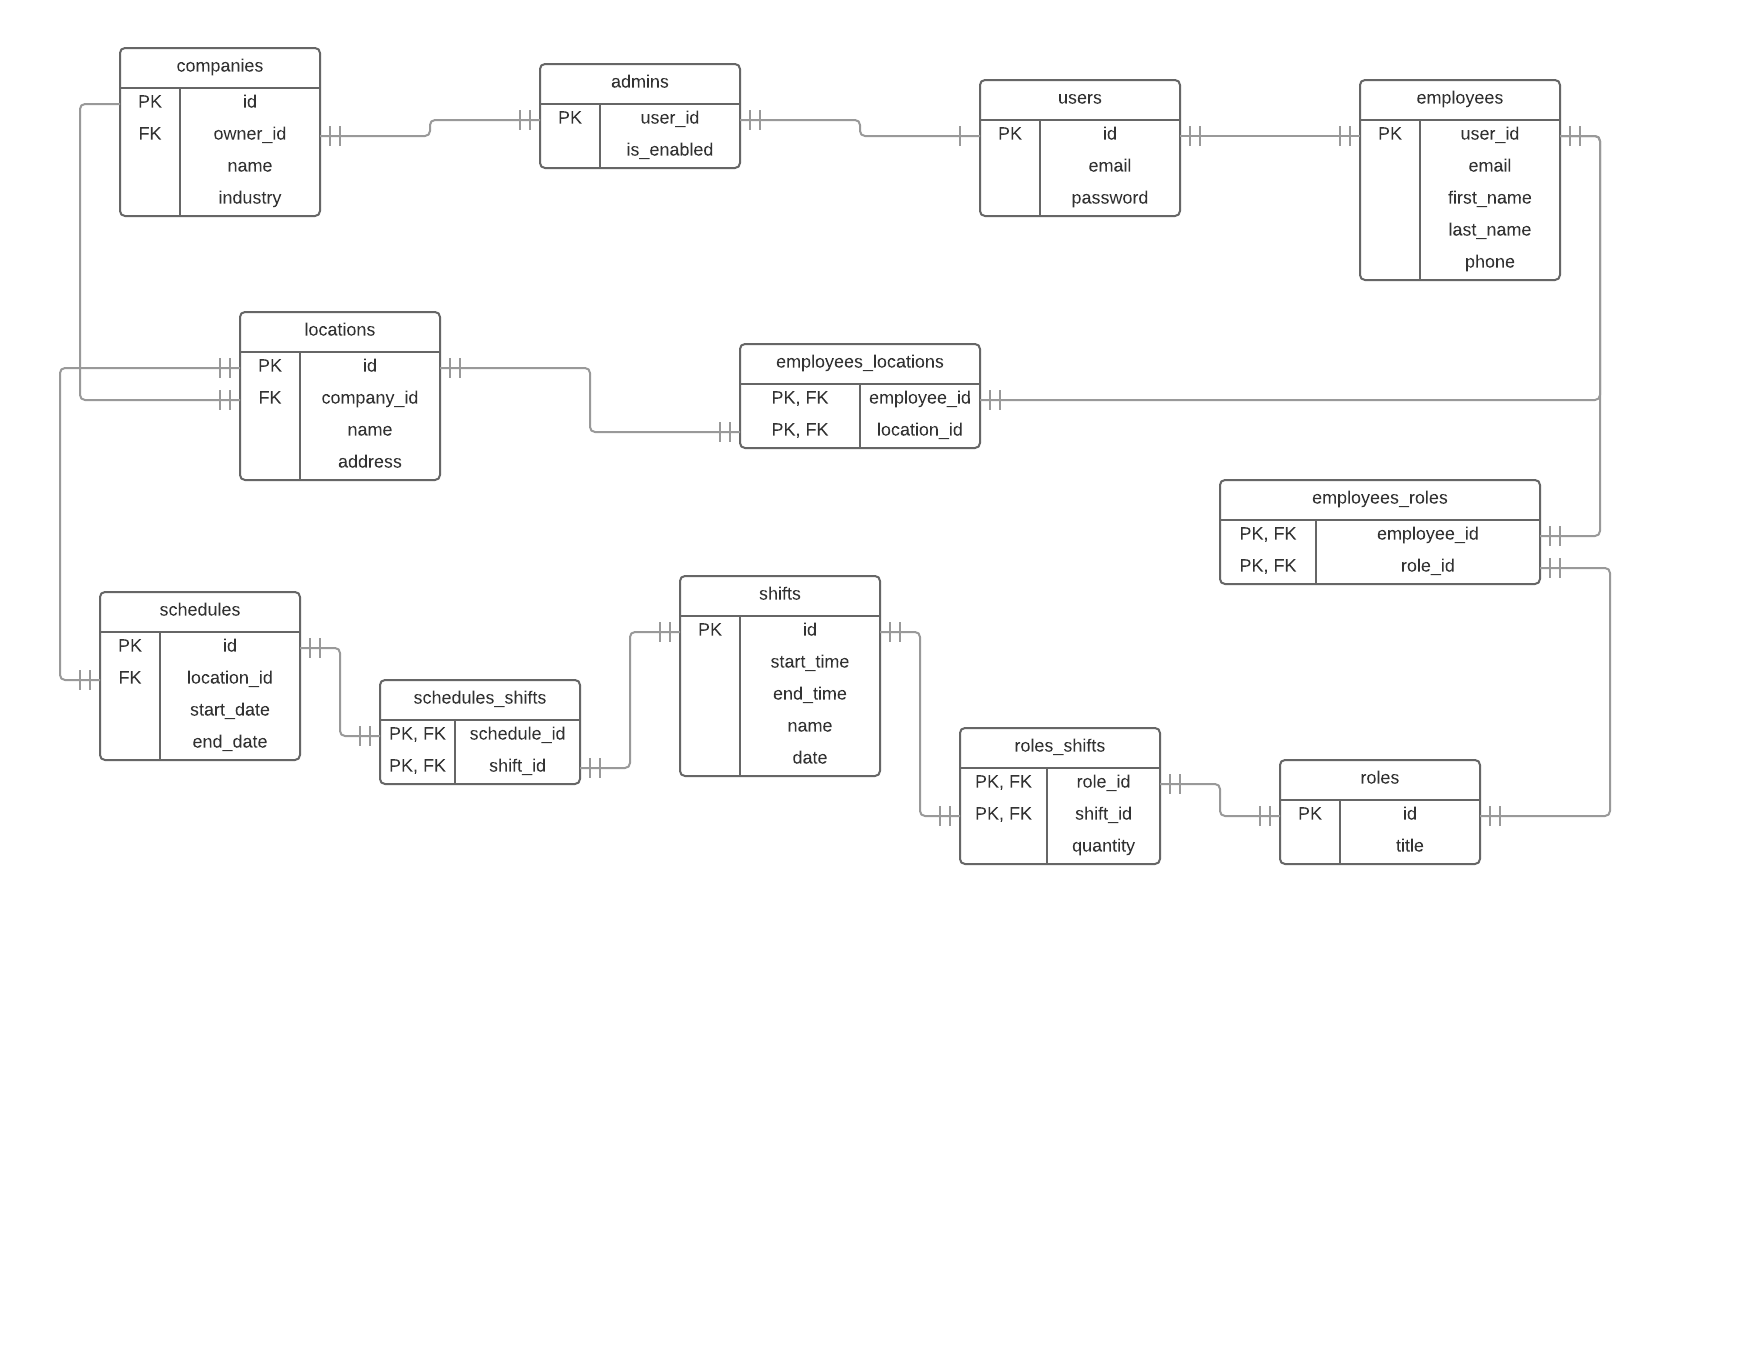 companies
PK id
FK owner_id
name
industry
admins
PK user_id
is_enabled
users
PK id
email
password
employees
PK user_id
email
first_name
last_name
phone
locations
PK id
FK company_id
name
address
employees_locations
PK, FK employee_id
PK, FK location_id
employees_roles
PK, FK employee_id
PK, FK role_id
schedules
PK id
FK location_id
start_date
end_date
schedules_shifts
PK, FK schedule_id
PK, FK shift_id
shifts
PK id
start_time
end_time
name
date
roles_shifts
PK, FK role_id
PK, FK shift_id
quantity
roles
PK id
title